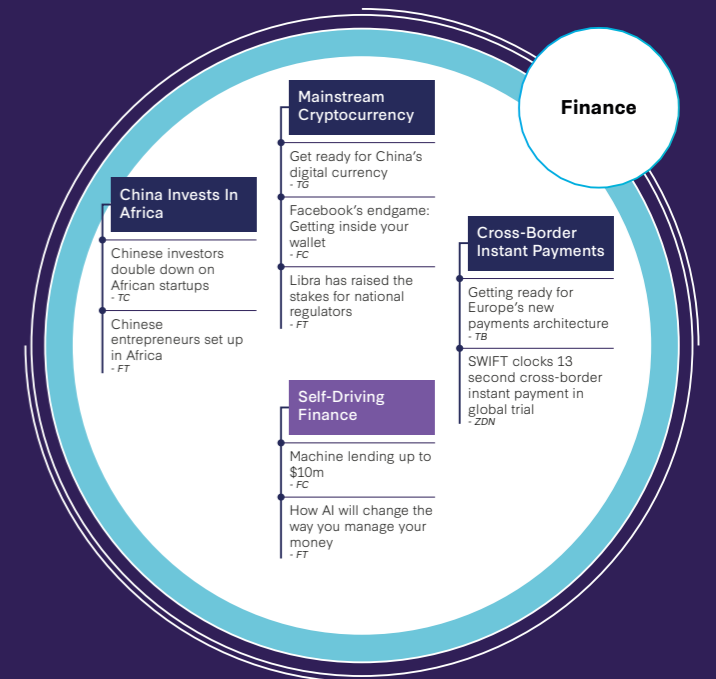 Finance
Mainstream
Cryptocurrency
Get ready for China's
digital currency
- TG
Facebook's endgame:
Getting inside your
wallet
- FC
Libra has raised the
stakes for national
regulators
- FT
China Invests In
Africa
Chinese investors
double down on
African startups
- TC
Chinese
entrepreneurs set up
in Africa
- FT
Cross-Border
Instant Payments
Getting ready for
Europe's new
payments architecture
- TB
SWIFT clocks 13
second cross-border
instant payment in
global trial
- ZDN
Self-Driving
Finance
Machine lending up to
$10m
- FC
How AI will change the
way you manage your
money
- FT